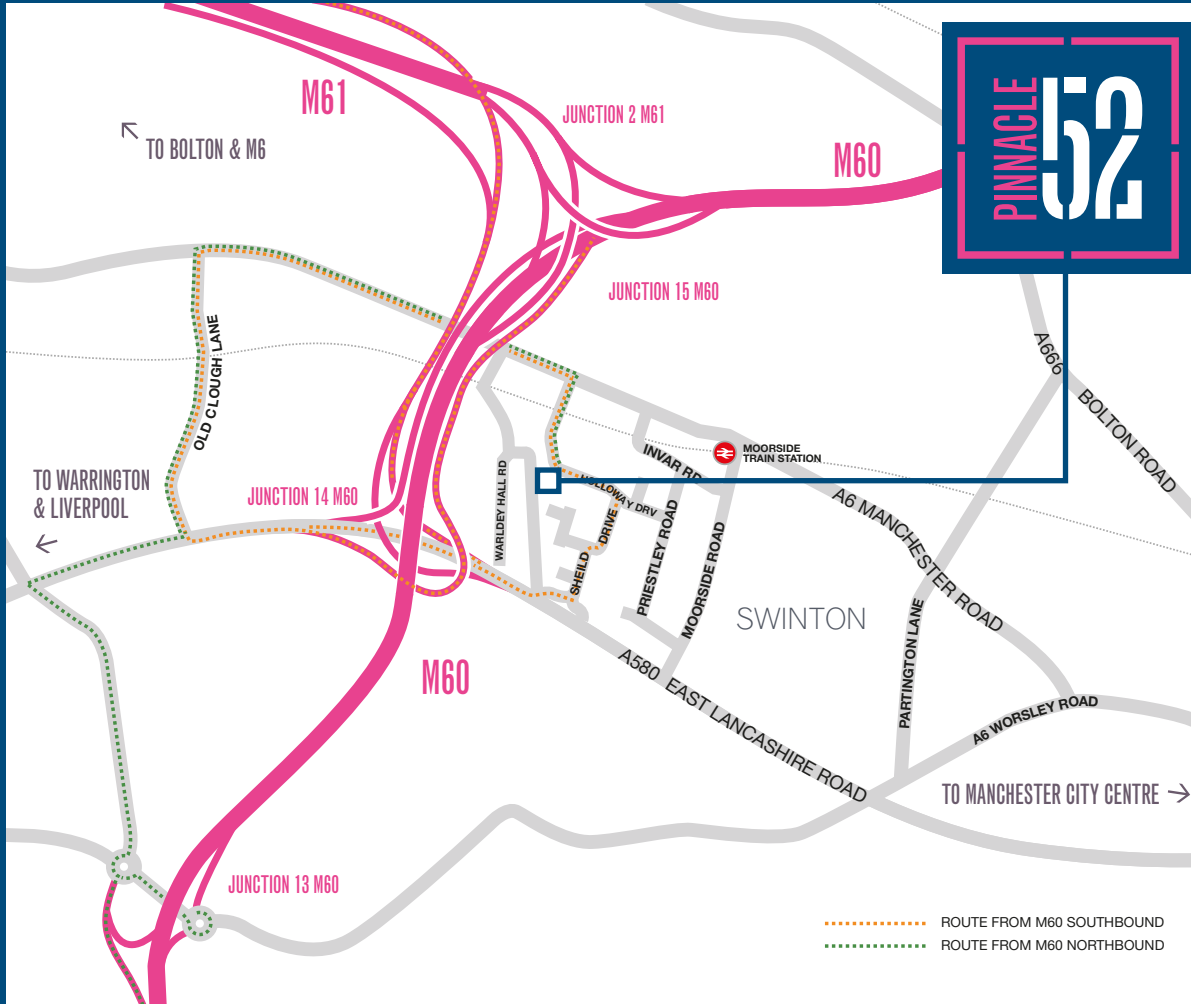 M61
JUNCTION 2 M61
M60
PINNACLE
52
TO BOLTON & M6
JUNCTION 15 M60
OLD CLOUGH LANE
A666
BOLTON ROAD
TO WARRINGTON
& LIVERPOOL
JUNCTION 14 M60
WARLDEY HALL RD
INVAR RD
MOORSIDE
TRAIN STATION
HOLLOWAY DRV
SHEILD DRIVE
PRIESTLEY ROAD
MOORSIDE ROAD
A6 MANCHESTER ROAD
SWINTON
PARTINGTON LANE
M60
A580 EAST LANCASHIRE ROAD
A6 WORSLEY ROAD
TO MANCHESTER CITY CENTRE
JUNCTION 13 M60
ROUTE FROM M60 SOUTHBOUND
ROUTE FROM M60 NORTHBOUND